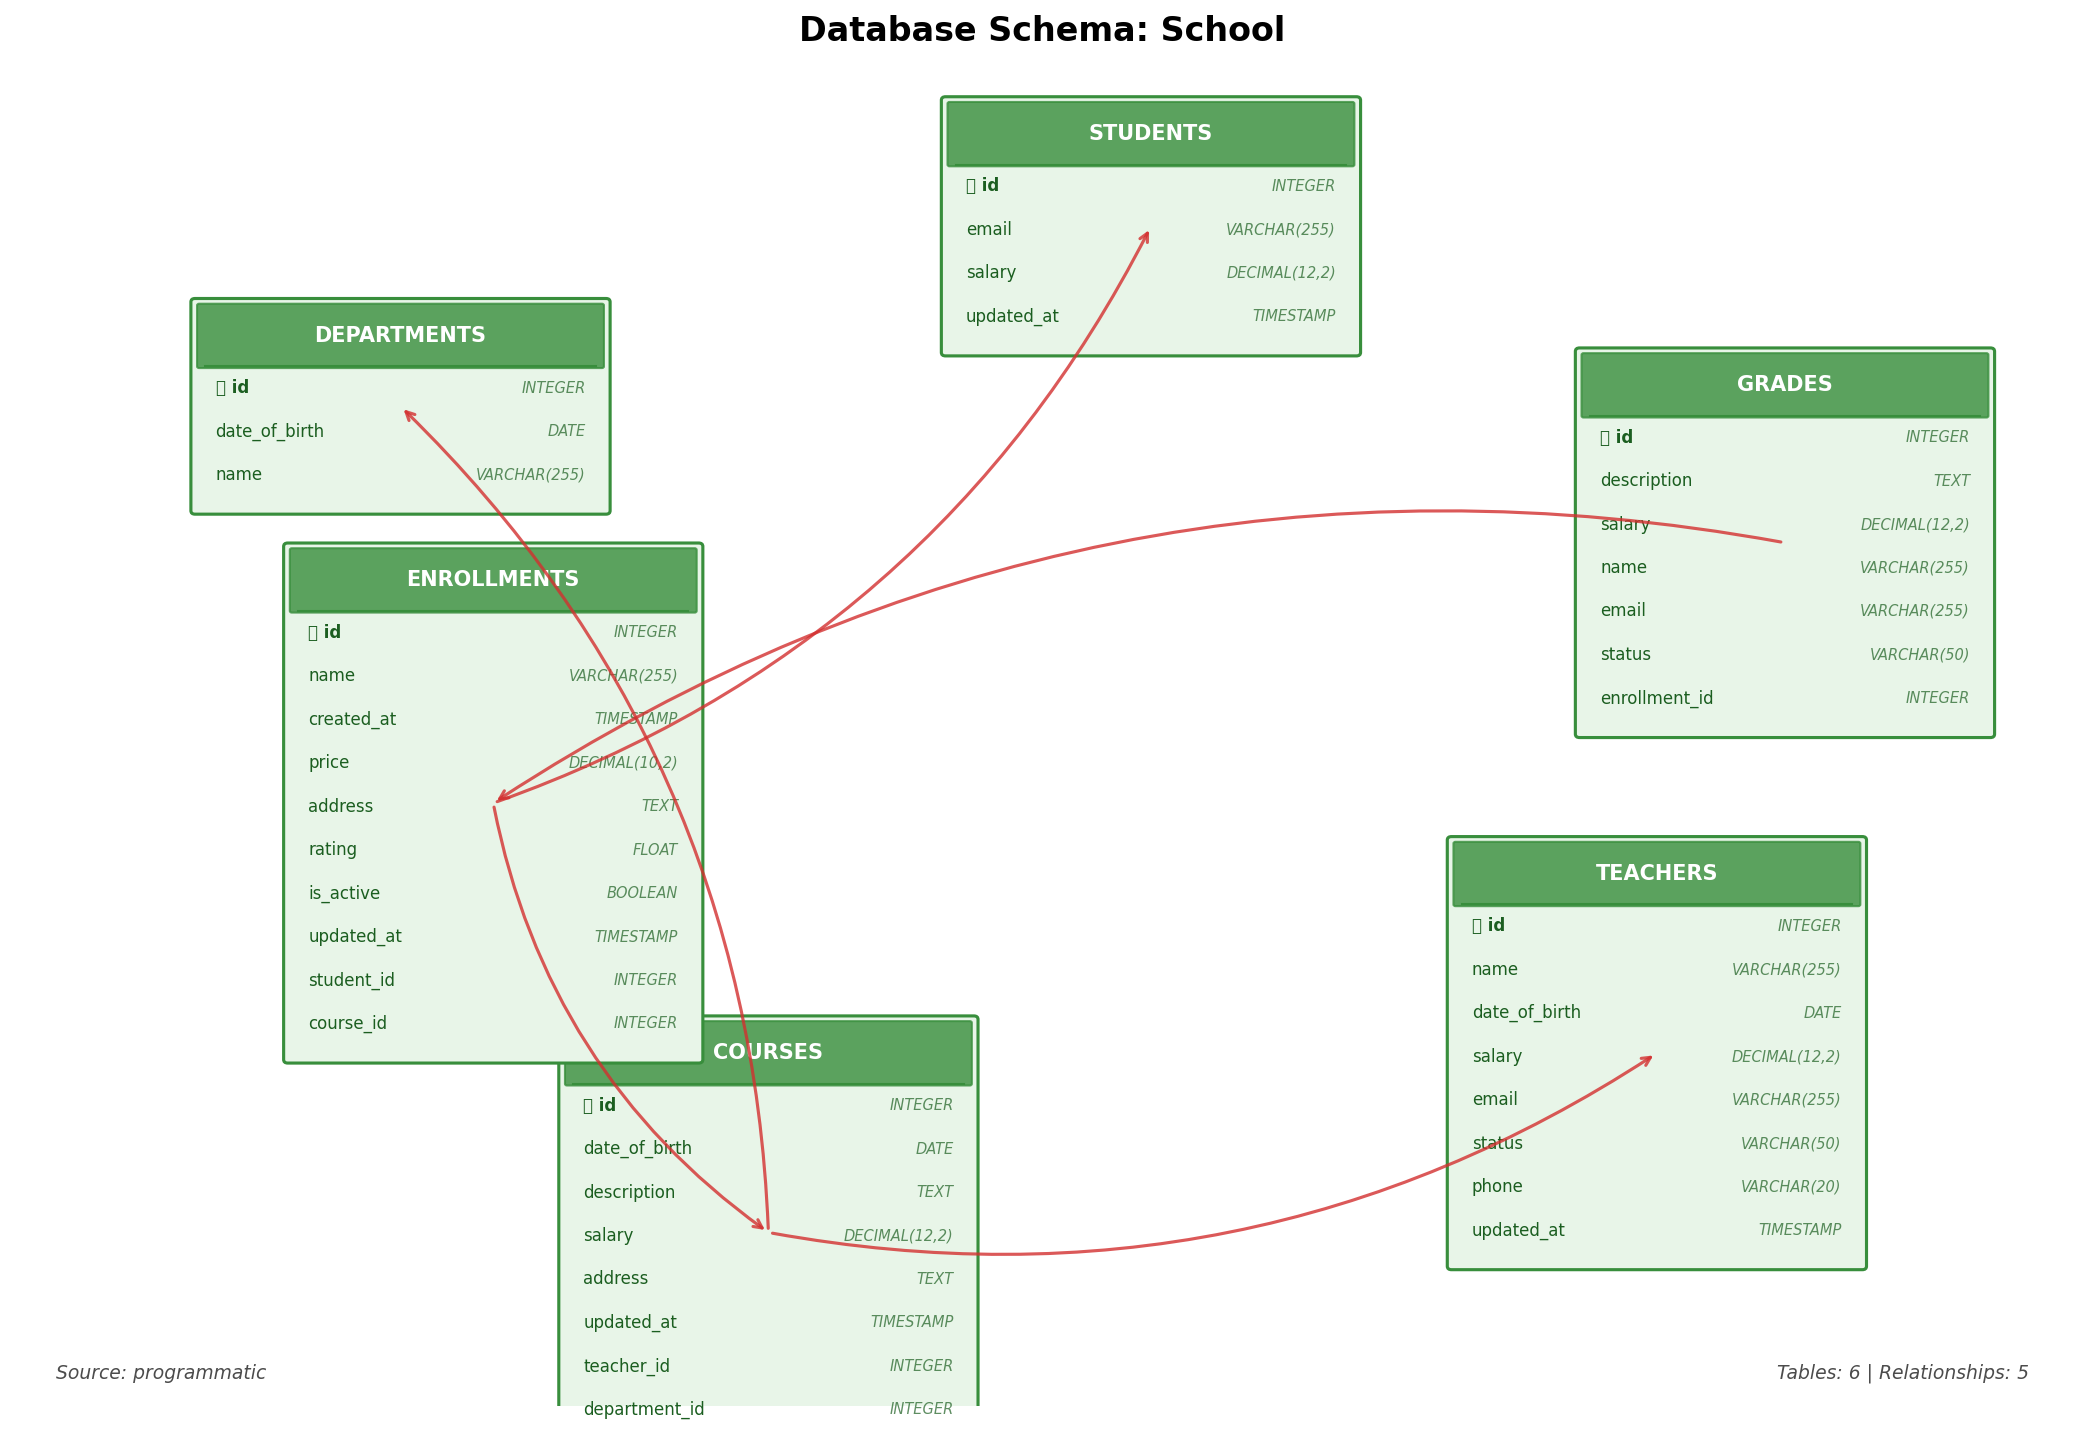 Database Schema: School
STUDENTS
id INTEGER
email VARCHAR(255)
salary DECIMAL(12,2)
updated_at TIMESTAMP
DEPARTMENTS
id INTEGER
date_of_birth DATE
name VARCHAR(255)
GRADES
id INTEGER
description TEXT
salary DECIMAL(12,2)
name VARCHAR(255)
email VARCHAR(255)
status VARCHAR(50)
enrollment_id INTEGER
ENROLLMENTS
id INTEGER
name VARCHAR(255)
created_at TIMESTAMP
price DECIMAL(10,2)
address TEXT
rating FLOAT
is_active BOOLEAN
updated_at TIMESTAMP
student_id INTEGER
course_id INTEGER
TEACHERS
id INTEGER
name VARCHAR(255)
date_of_birth DATE
salary DECIMAL(12,2)
email VARCHAR(255)
status VARCHAR(50)
phone VARCHAR(20)
updated_at TIMESTAMP
COURSES
id INTEGER
date_of_birth DATE
description TEXT
salary DECIMAL(12,2)
address TEXT
updated_at TIMESTAMP
teacher_id INTEGER
department_id INTEGER
Source: programmatic
Tables: 6 | Relationships: 5